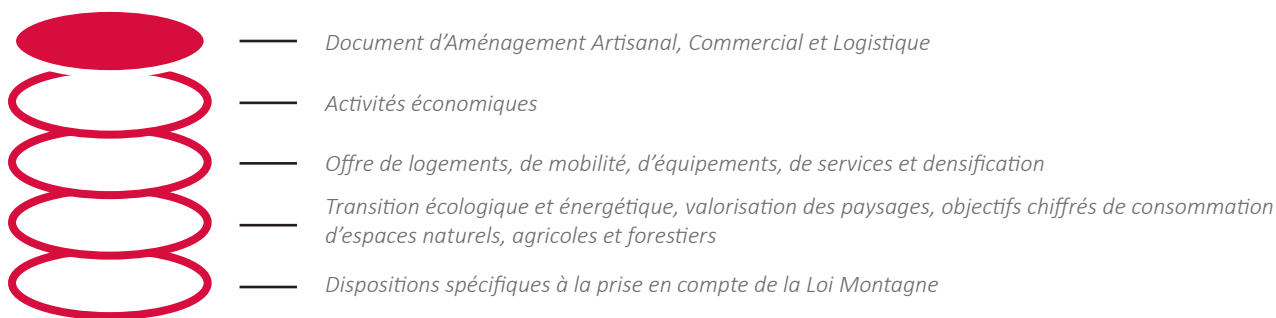 Document d’Aménagement Artisanal, Commercial et Logistique
Activités économiques
Offre de logements, de mobilité, d’équipements, de services et densification
Transition écologique et énergétique, valorisation des paysages, objectifs chiffrés de consommation
d’espaces naturels, agricoles et forestiers
Dispositions spécifiques à la prise en compte de la Loi Montagne